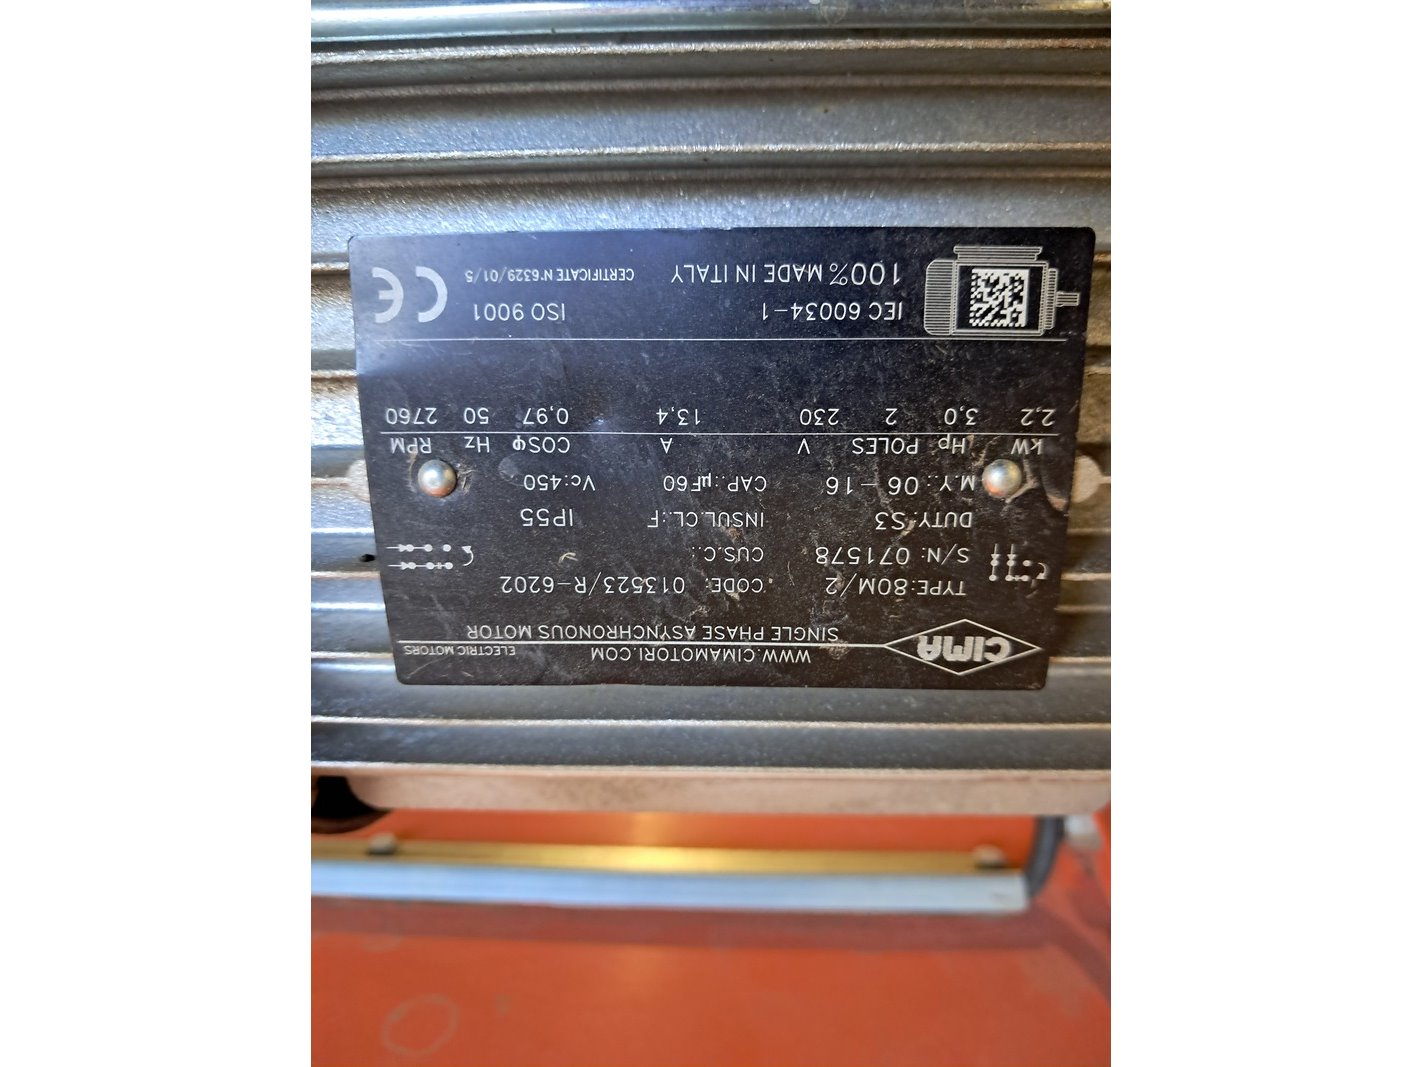 CIMA
WWW.CIMAMOTORI.COM ELECTRIC MOTORS
SINGLE PHASE ASYNCHRONOUS MOTOR
TYPE:80M/2 CODE: 013523/R-6202
S/N: 071578 CUS.C.:
DUTY:S3 INSUL.CL.:F IP55
M.Y.: 06-16 CAP.:µF60 Vc:450
kW Hp POLES V A COSφ Hz RPM
2,2 3,0 2 230 13,4 0,97 50 2760
IEC 60034-1 ISO 9001
100% MADE IN ITALY CERTIFICATE N°6329/01/5
CE